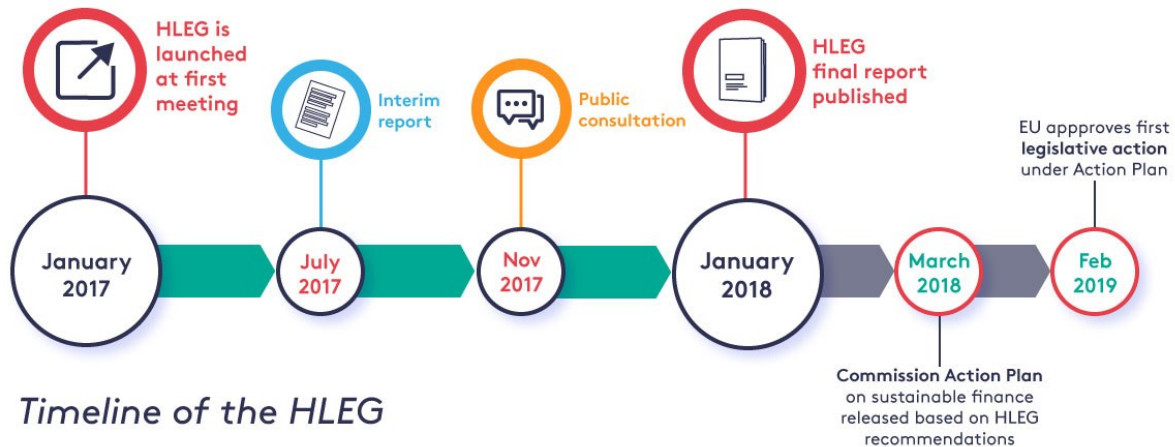 HLEG is
launched
at first
meeting
Interim
report
Public
consultation
HLEG
final report
published
EU appproves first
legislative action
under Action Plan
January
2017
July
2017
Nov
2017
January
2018
March
2018
Feb
2019
Commission Action Plan
on sustainable finance
released based on HLEG
recommendations
Timeline of the HLEG